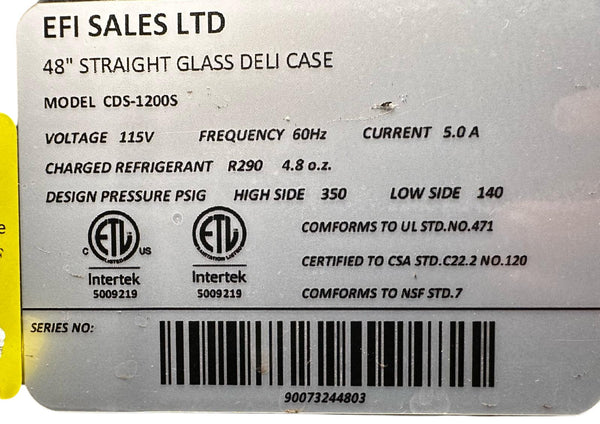 EFI SALES LTD
48" STRAIGHT GLASS DELI CASE
MODEL CDS-1200S
VOLTAGE 115V FREQUENCY 60Hz CURRENT 5.0 A
CHARGED REFRIGERANT R290 4.8 o.z.
DESIGN PRESSURE PSIG HIGH SIDE 350 LOW SIDE 140
ETL ETL
C US
Intertek Intertek
5009219 5009219
COMFORMS TO UL STD.NO.471
CERTIFIED TO CSA STD.C22.2 NO.120
COMFORMS TO NSF STD.7
SERIES NO:
90073244803